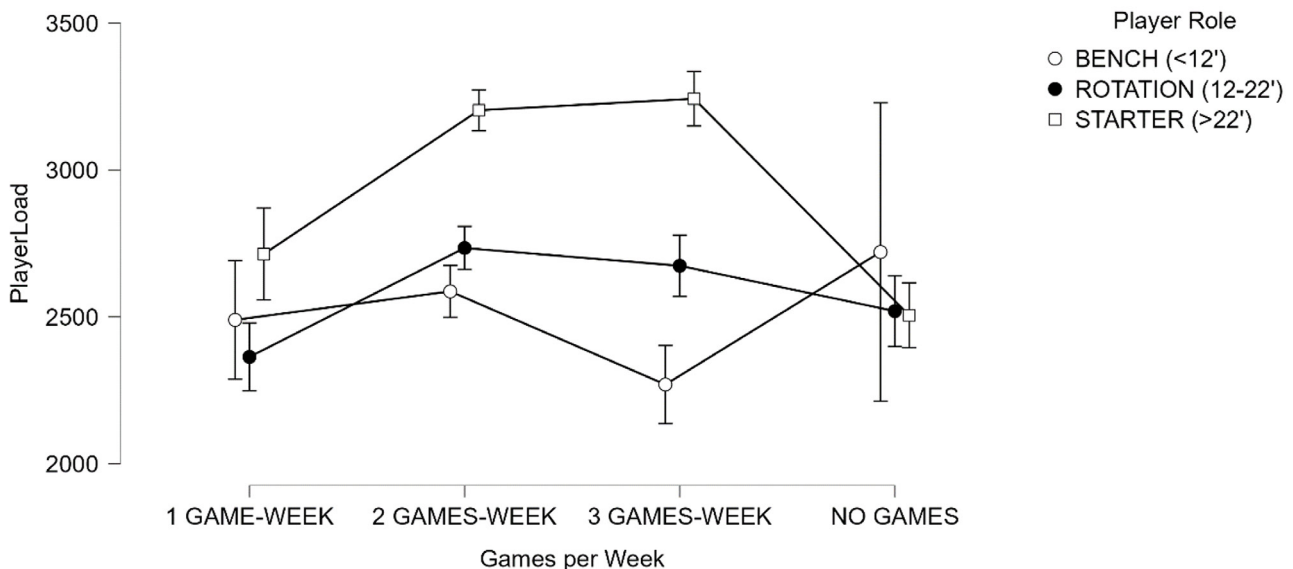 3500
3000
2500
2000
PlayerLoad
1 GAME-WEEK
2 GAMES-WEEK
3 GAMES-WEEK
NO GAMES
Games per Week
Player Role
BENCH (<12')
ROTATION (12-22')
STARTER (>22')